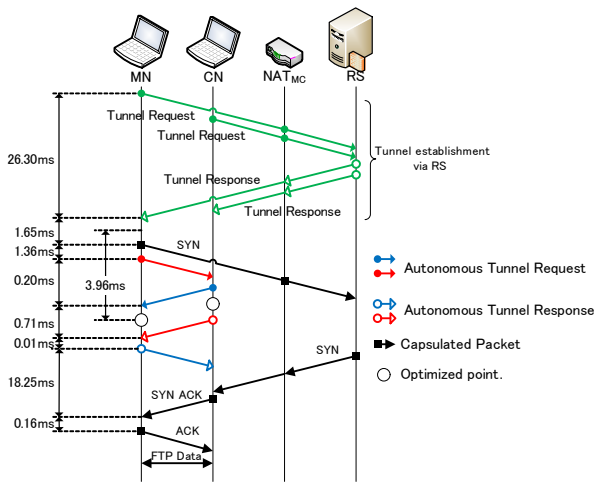 MN CN NATMC RS
Tunnel Request
Tunnel Request
Tunnel establishment
via RS
26.30ms
Tunnel Response
Tunnel Response
1.65ms
SYN
1.36ms
Autonomous Tunnel Request
0.20ms
3.96ms
Autonomous Tunnel Response
0.71ms
0.01ms
Capsulated Packet
SYN
Optimized point.
18.25ms
SYN ACK
0.16ms
ACK
FTP Data